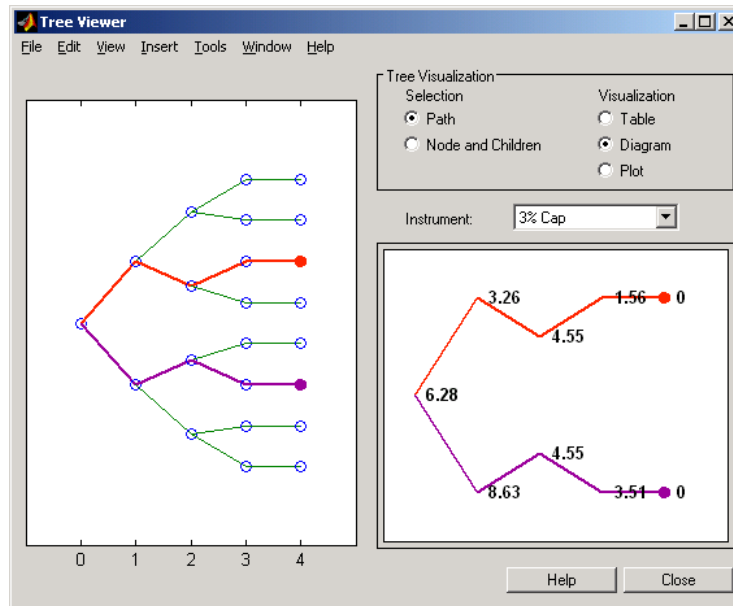 Tree Viewer
File Edit View Insert Tools Window Help
Tree Visualization
Selection
Visualization
Path
Table
Node and Children
Diagram
Plot
Instrument:
3% Cap
3.26
1.56
0
4.55
6.28
4.55
8.63
3.51
0
0 1 2 3 4
Help
Close